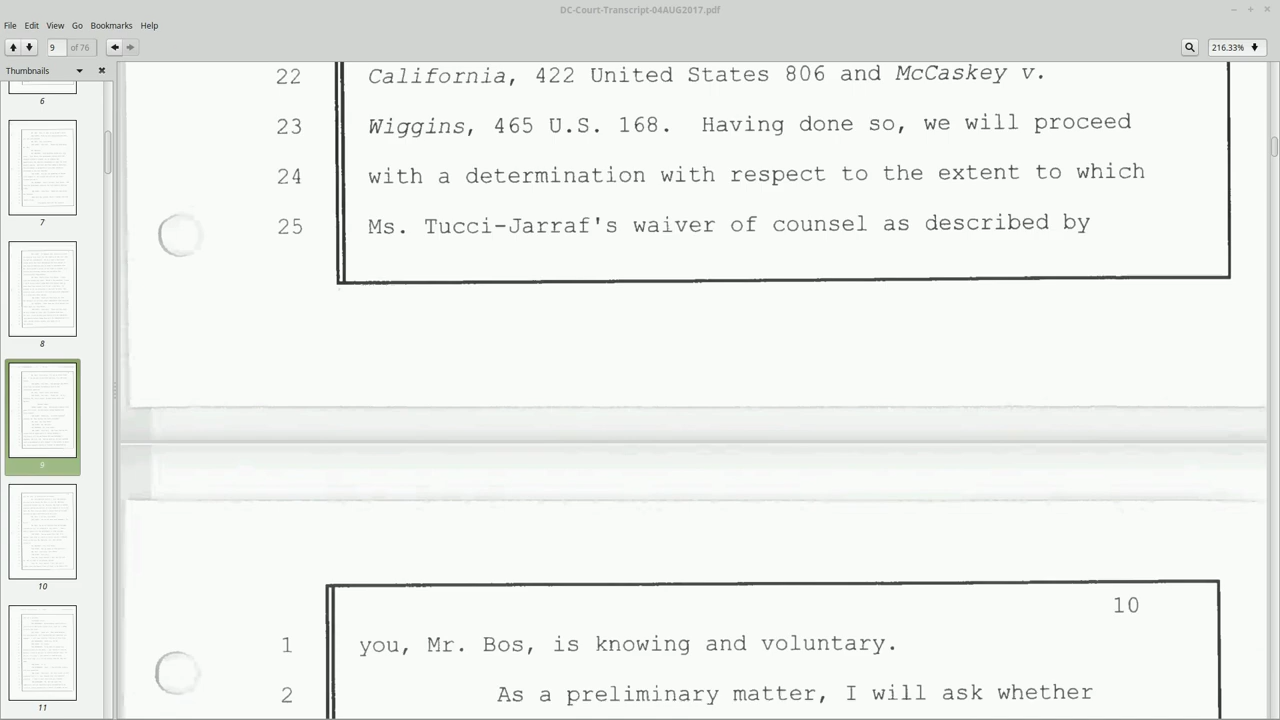 DC-Court-Transcript-04AUG2017.pdf
File Edit View Go Bookmarks Help
9 of 76 216.33%
Thumbnails
6
7
8
9
10
11
22 California, 422 United States 806 and McCaskey v.
23 Wiggins, 465 U.S. 168. Having done so, we will proceed
24 with a determination with respect to the extent to which
25 Ms. Tucci-Jarraf's waiver of counsel as described by
10
1 you, Mr. Bos, is knowing and voluntary.
2 As a preliminary matter, I will ask whether